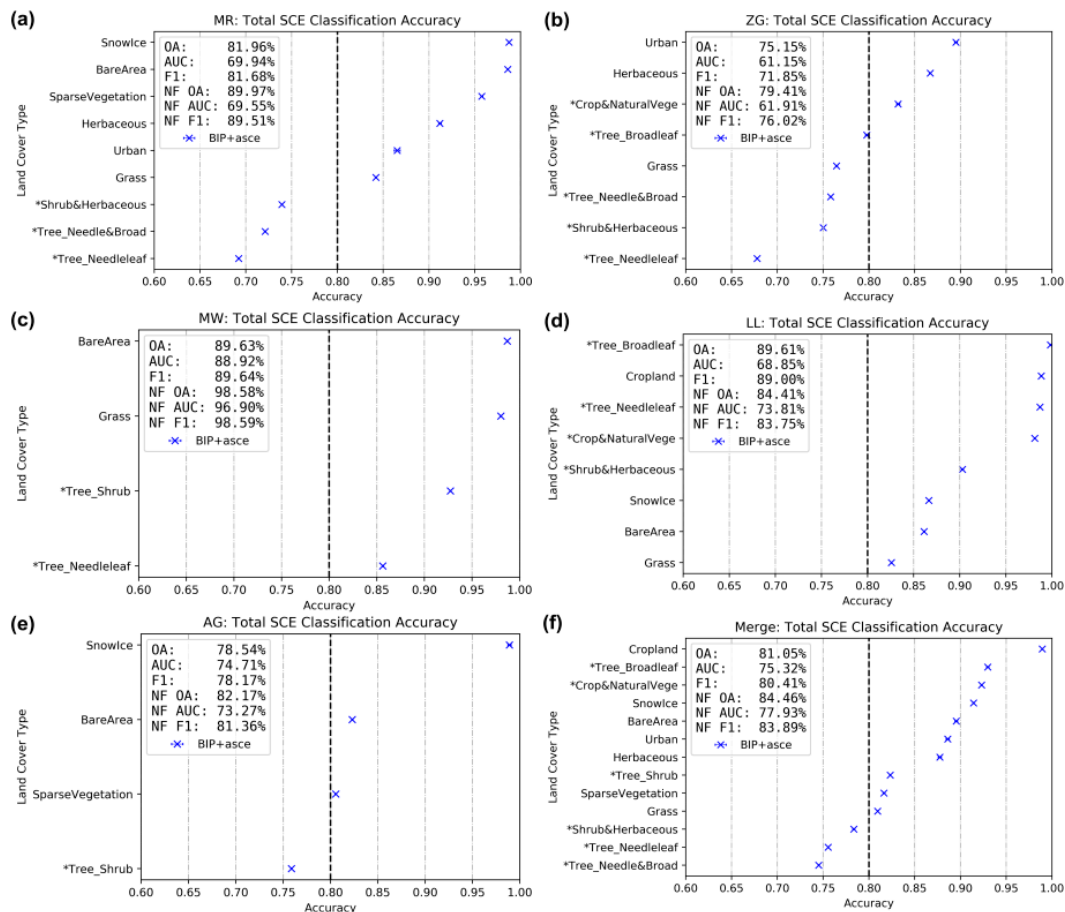 (a)
MR: Total SCE Classification Accuracy
Land Cover Type
SnowIce
BareArea
SparseVegetation
Herbaceous
Urban
Grass
*Shrub&Herbaceous
*Tree_Needle&Broad
*Tree_Needleleaf
OA: 81.96%
AUC: 69.94%
F1: 81.68%
NF OA: 89.97%
NF AUC: 69.55%
NF F1: 89.51%
BIP+asce
0.60 0.65 0.70 0.75 0.80 0.85 0.90 0.95 1.00
Accuracy
(b)
ZG: Total SCE Classification Accuracy
Land Cover Type
Urban
Herbaceous
*Crop&NaturalVege
*Tree_Broadleaf
Grass
*Tree_Needle&Broad
*Shrub&Herbaceous
*Tree_Needleleaf
OA: 75.15%
AUC: 61.15%
F1: 71.85%
NF OA: 79.41%
NF AUC: 61.91%
NF F1: 76.02%
BIP+asce
0.60 0.65 0.70 0.75 0.80 0.85 0.90 0.95 1.00
Accuracy
(c)
MW: Total SCE Classification Accuracy
Land Cover Type
BareArea
Grass
*Tree_Shrub
*Tree_Needleleaf
OA: 89.63%
AUC: 88.92%
F1: 89.64%
NF OA: 98.58%
NF AUC: 96.90%
NF F1: 98.59%
BIP+asce
0.60 0.65 0.70 0.75 0.80 0.85 0.90 0.95 1.00
Accuracy
(d)
LL: Total SCE Classification Accuracy
Land Cover Type
*Tree_Broadleaf
Cropland
*Tree_Needleleaf
*Crop&NaturalVege
*Shrub&Herbaceous
SnowIce
BareArea
Grass
OA: 89.61%
AUC: 68.85%
F1: 89.00%
NF OA: 84.41%
NF AUC: 73.81%
NF F1: 83.75%
BIP+asce
0.60 0.65 0.70 0.75 0.80 0.85 0.90 0.95 1.00
Accuracy
(e)
AG: Total SCE Classification Accuracy
Land Cover Type
SnowIce
BareArea
SparseVegetation
*Tree_Shrub
OA: 78.54%
AUC: 74.71%
F1: 78.17%
NF OA: 82.17%
NF AUC: 73.27%
NF F1: 81.36%
BIP+asce
0.60 0.65 0.70 0.75 0.80 0.85 0.90 0.95 1.00
Accuracy
(f)
Merge: Total SCE Classification Accuracy
Land Cover Type
Cropland
*Tree_Broadleaf
*Crop&NaturalVege
SnowIce
BareArea
Urban
Herbaceous
*Tree_Shrub
SparseVegetation
Grass
*Shrub&Herbaceous
*Tree_Needleleaf
*Tree_Needle&Broad
OA: 81.05%
AUC: 75.32%
F1: 80.41%
NF OA: 84.46%
NF AUC: 77.93%
NF F1: 83.89%
BIP+asce
0.60 0.65 0.70 0.75 0.80 0.85 0.90 0.95 1.00
Accuracy